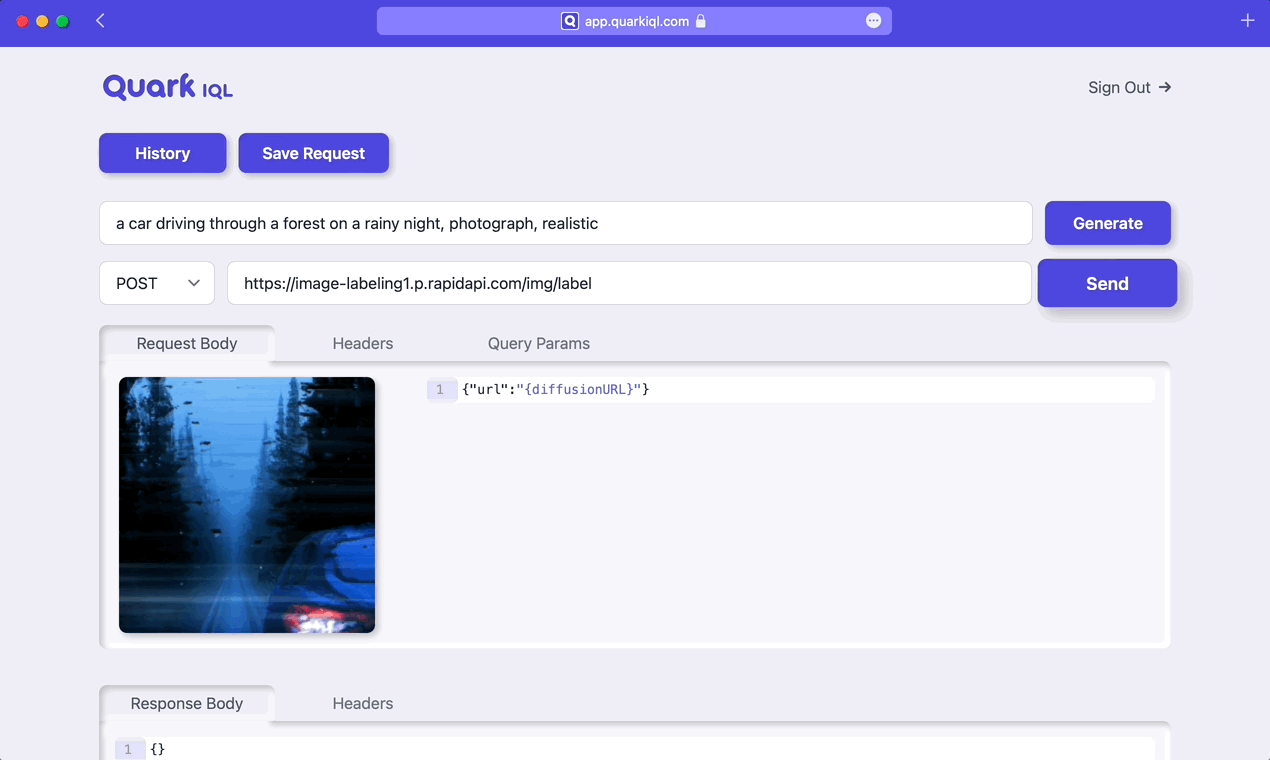 app.quarkiql.com
Quark IQL
Sign Out →
History
Save Request
a car driving through a forest on a rainy night, photograph, realistic
Generate
POST
https://image-labeling1.p.rapidapi.com/img/label
Send
Request Body
Headers
Query Params
1 {"url":"{diffusionURL}"}
Response Body
Headers
1 {}